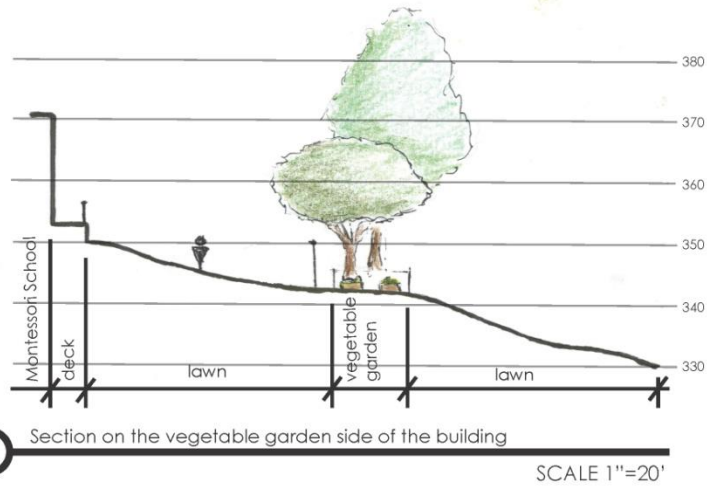 380
370
360
350
340
330
Montessori School
deck
lawn
vegetable
garden
lawn
Section on the vegetable garden side of the building
SCALE 1"=20'